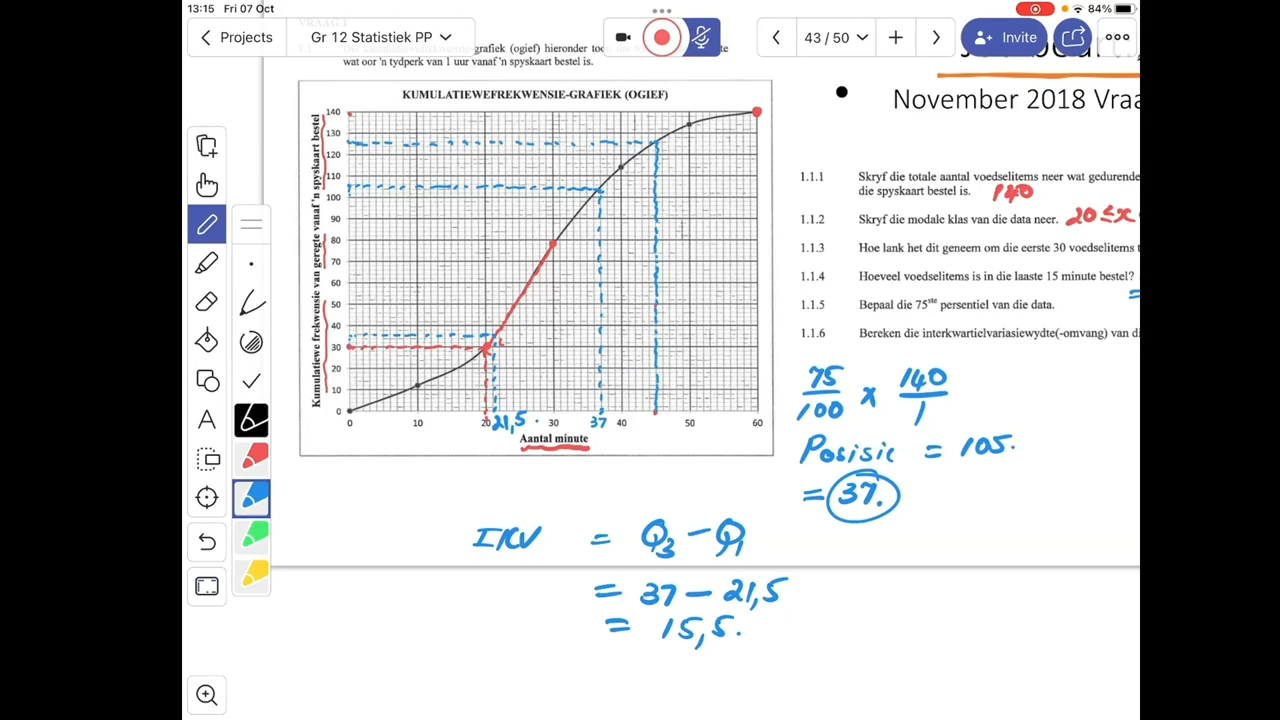 13:15 Fri 07 Oct
84%
Projects
Gr 12 Statistiek PP
43 / 50
Invite
VRAAG 1
grafiek (ogief) hieronder
wat oor 'n tydperk van 1 uur vanaf 'n spyskaart bestel is.
KUMULATIEWEFREKWENSIE-GRAFIEK (OGIEF)
Kumulatiewe frekwensie van geregte vanaf 'n spyskaart bestel
140
130
120
110
100
90
80
70
60
50
40
30
20
10
0
0 10 20 30 40 50 60
21,5 . 37
Aantal minute
• November 2018 Vraa
1.1.1 Skryf die totale aantal voedselitems neer wat gedurende
die spyskaart bestel is. 140
1.1.2 Skryf die modale klas van die data neer. 20 ≤ x
1.1.3 Hoe lank het dit geneem om die eerste 30 voedselitems t
1.1.4 Hoeveel voedselitems is in die laaste 15 minute bestel?
=
1.1.5 Bepaal die 75ste persentiel van die data.
1.1.6 Bereken die interkwartielvariasiewydte(-omvang) van di
75/100 x 140/1
Posisie = 105.
= 37.
IKV = Q3 - Q1
= 37 - 21,5
= 15,5.
A